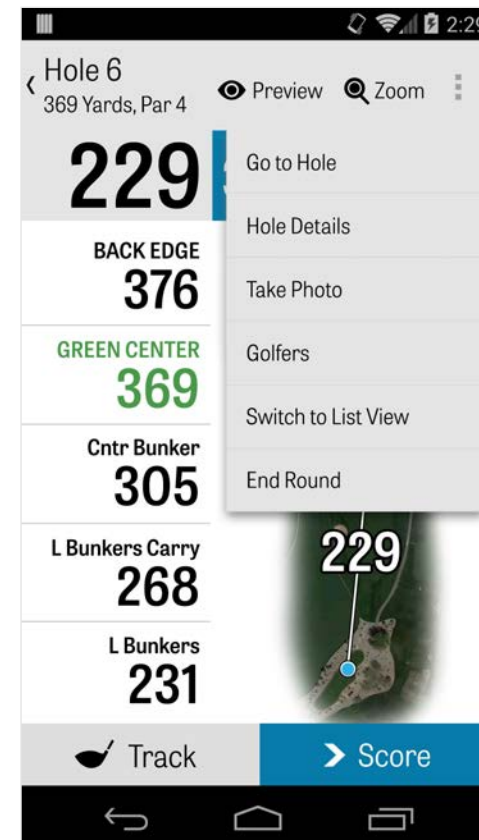 2:29
Hole 6
369 Yards, Par 4
Preview
Zoom
229
Go to Hole
Hole Details
Take Photo
Golfers
Switch to List View
End Round
BACK EDGE
376
GREEN CENTER
369
Cntr Bunker
305
L Bunkers Carry
268
L Bunkers
231
229
Track
Score